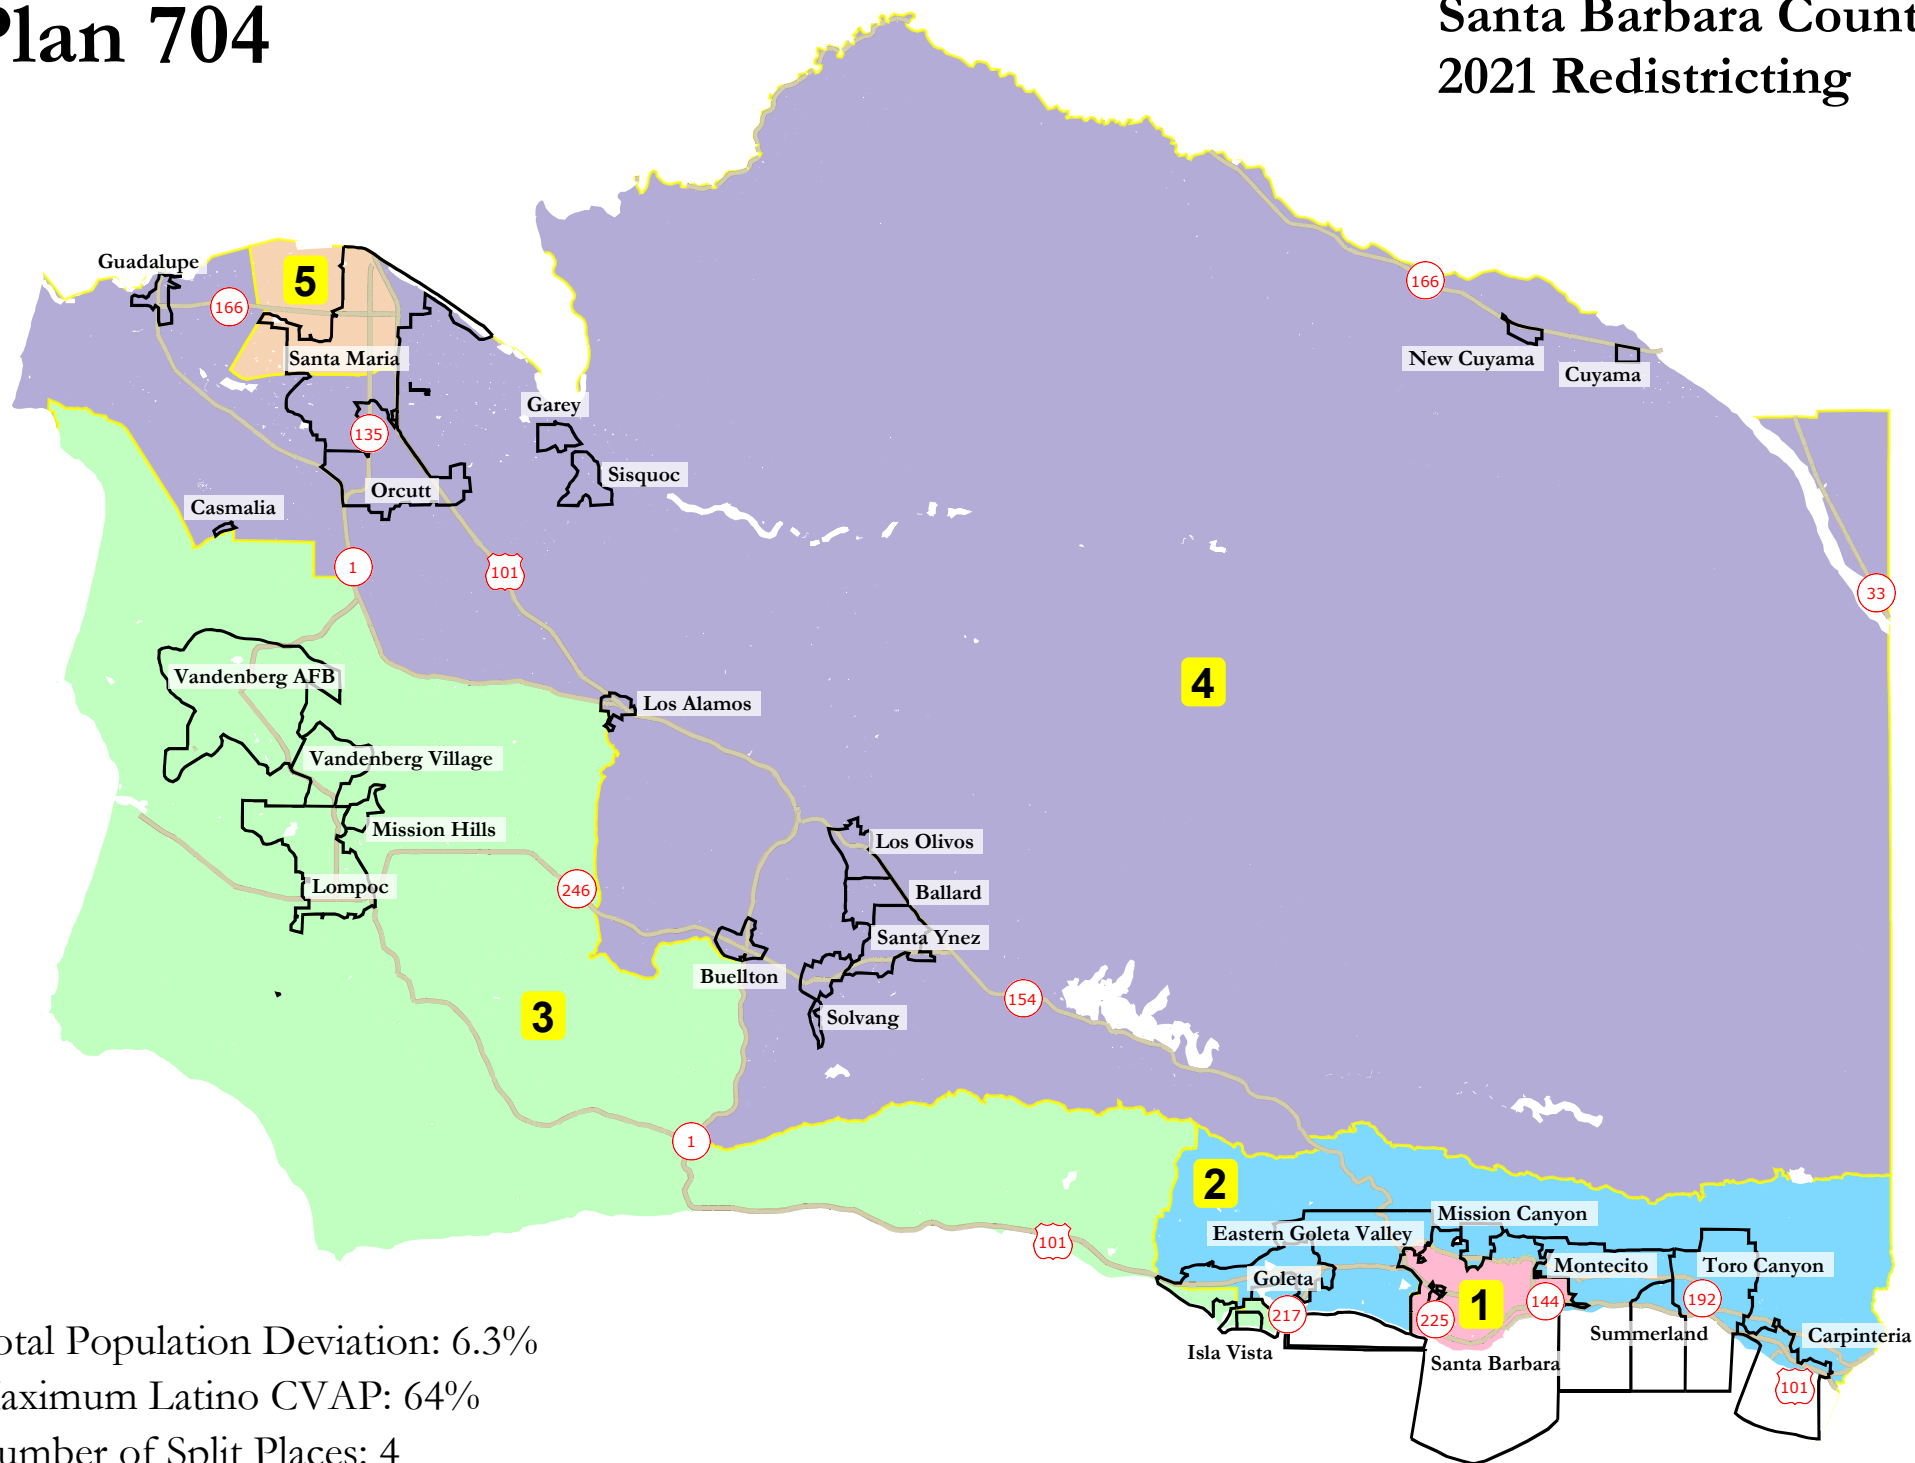 Plan 704
Santa Barbara Count
2021 Redistricting
Guadalupe
5
166
166
Santa Maria
New Cuyama
Cuyama
Garey
135
Sisquoc
Orcutt
Casmalia
1
101
33
Vandenberg AFB
4
Los Alamos
Vandenberg Village
Mission Hills
Los Olivos
Lompoc
246
Ballard
Santa Ynez
Buellton
154
3
Solvang
1
2
Mission Canyon
Eastern Goleta Valley
101
Goleta
Montecito
Toro Canyon
217
225
1
144
192
Summerland
Carpinteria
Isla Vista
Santa Barbara
101
otal Population Deviation: 6.3%
aximum Latino CVAP: 64%
umber of Split Places: 4